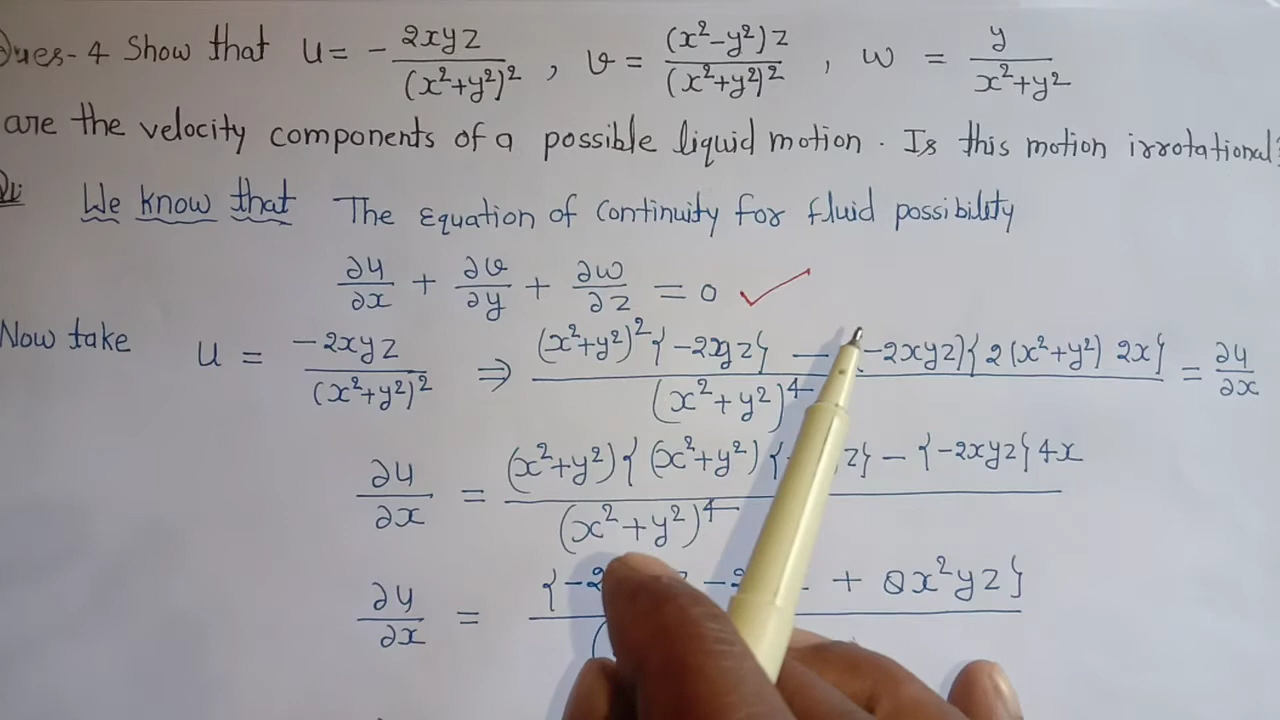 Ques-4 Show that u = - 2xyz / (x²+y²)² , v = (x²-y²)z / (x²+y²)² , w = y / x²+y²
are the velocity components of a possible liquid motion. Is this motion irrotational?
We know that The Equation of Continuity for fluid possibility
∂u/∂x + ∂v/∂y + ∂w/∂z = 0 ✓
Now take u = -2xyz / (x²+y²)² ⇒ (x²+y²)² {-2yz} - (-2xyz){2(x²+y²) 2x} / (x²+y²)⁴ = ∂u/∂x
∂u/∂x = (x²+y²){(x²+y²){ z} - {-2xyz}4x / (x²+y²)⁴
∂u/∂x = {-2 + 8x²yz}